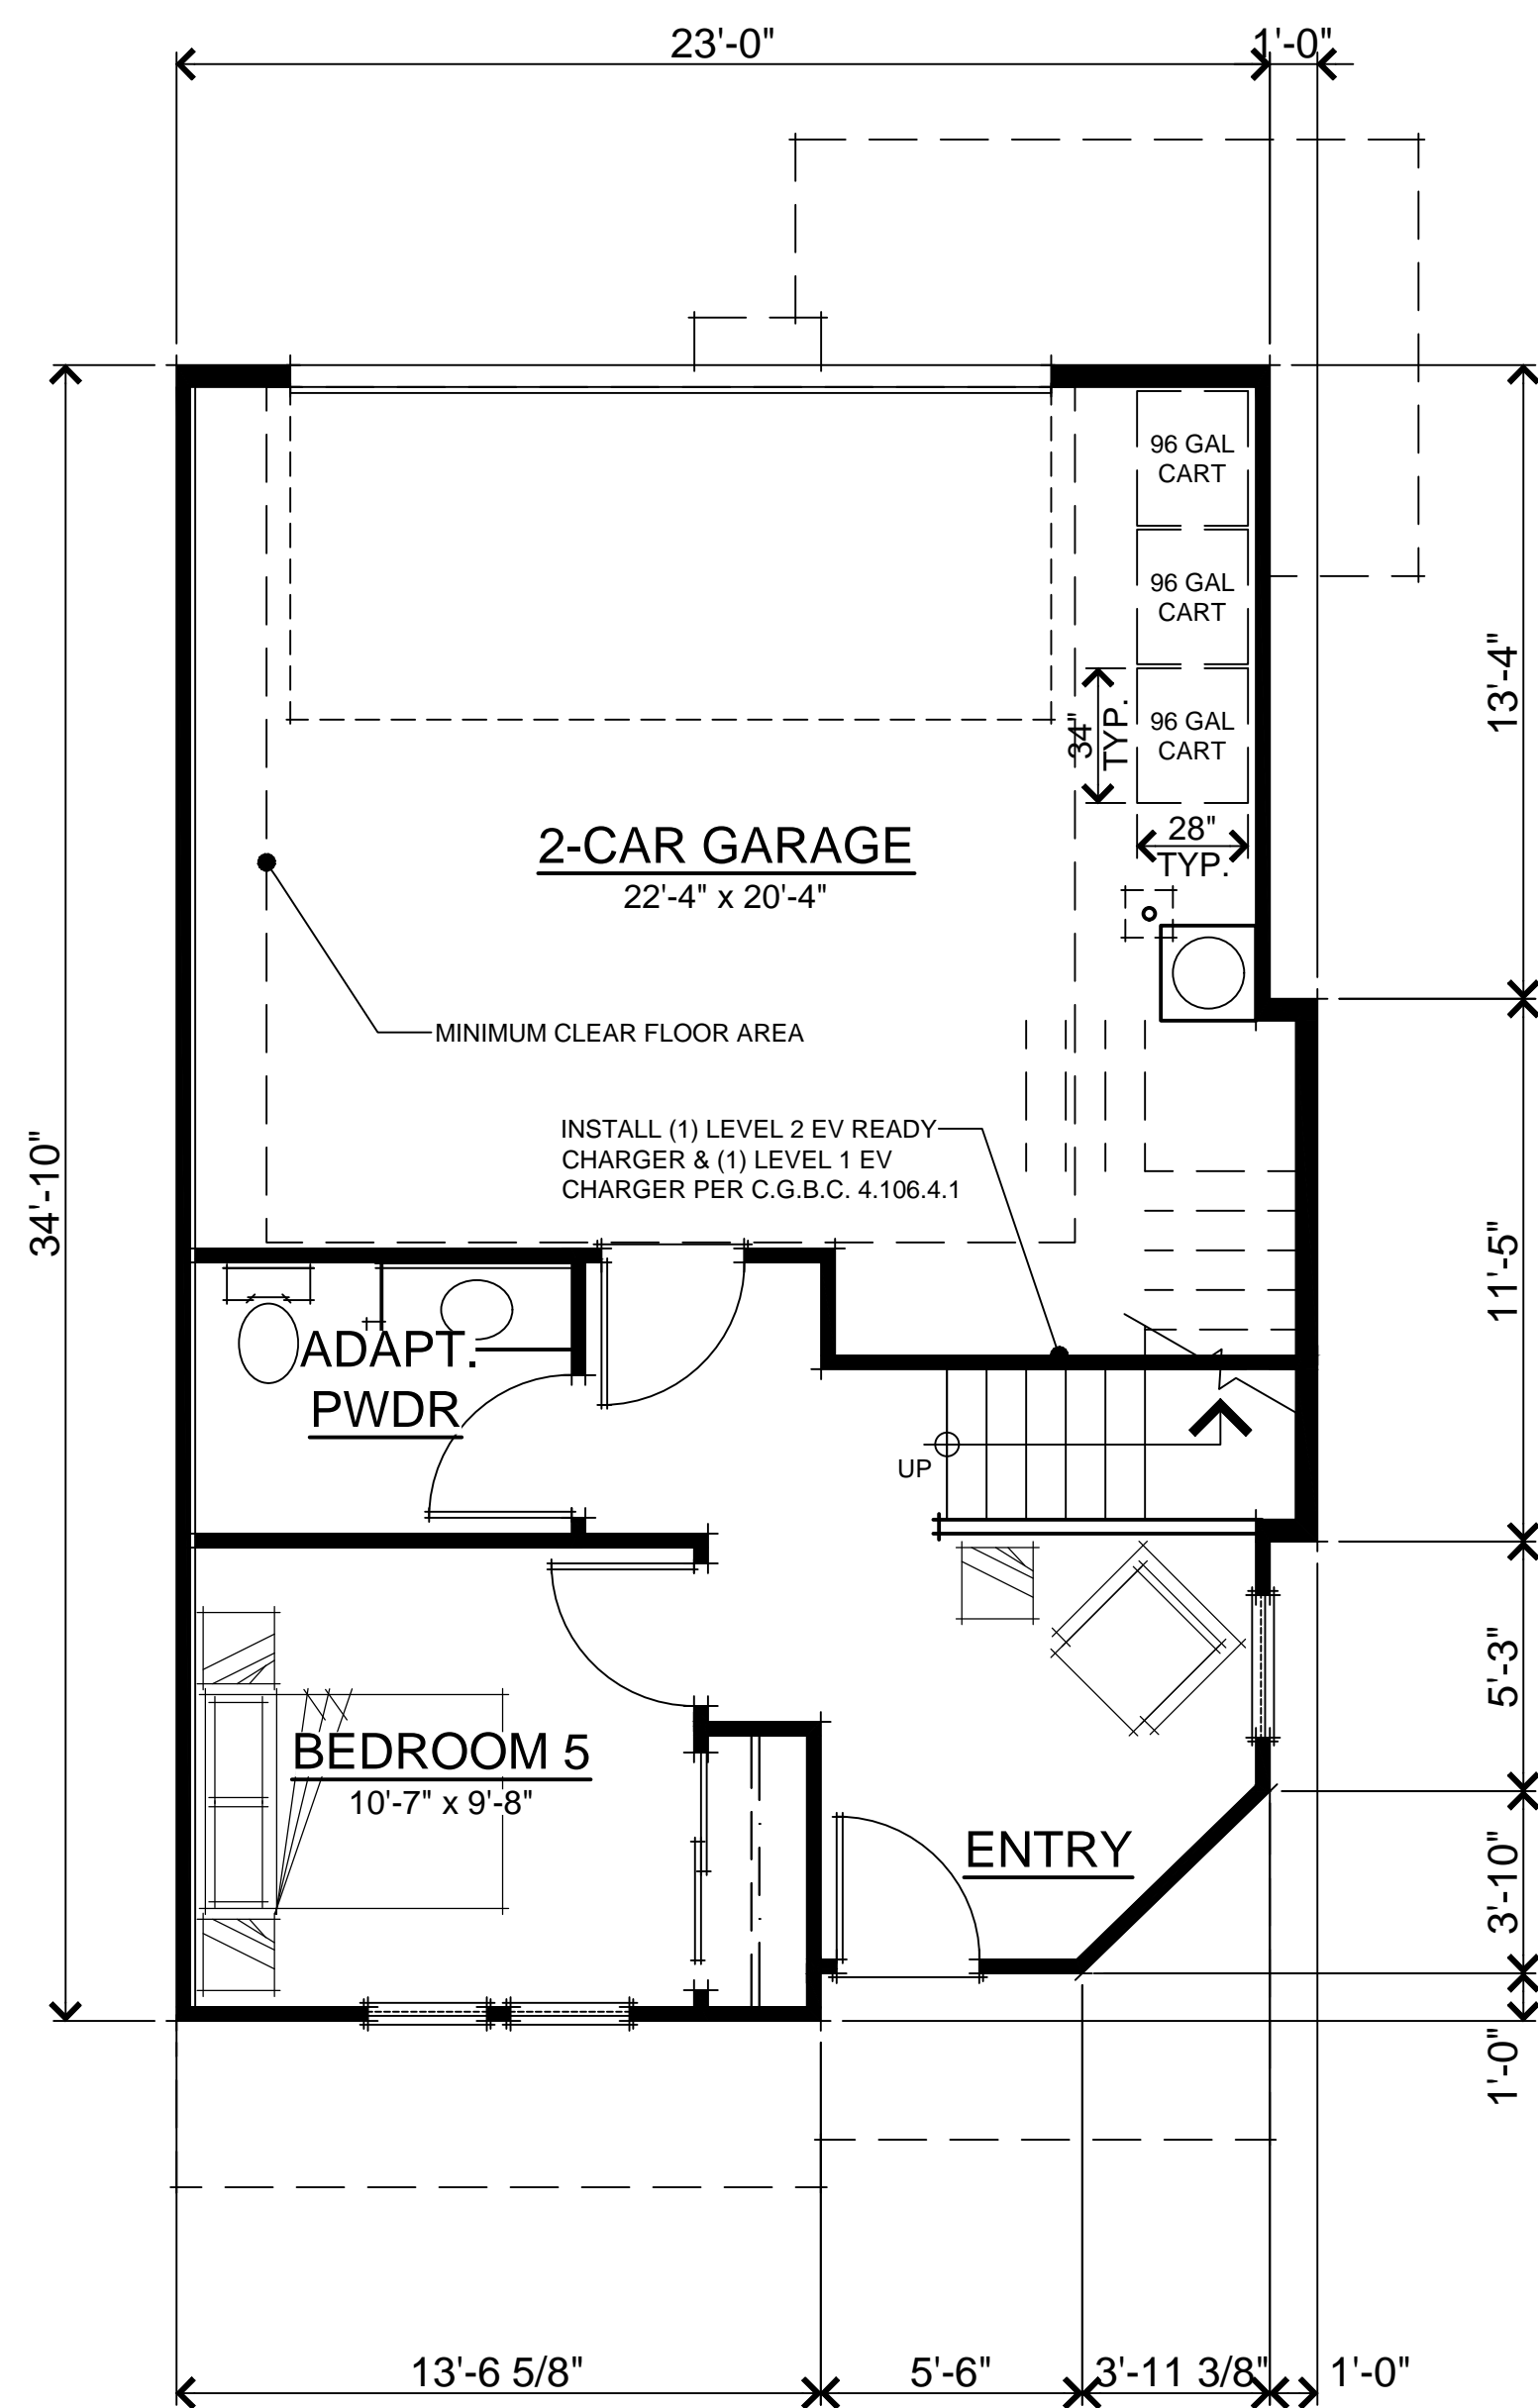 23'-0"
1'-0"
96 GAL
CART
96 GAL
CART
96 GAL
CART
34"
TYP.
28"
TYP.
13'-4"
2-CAR GARAGE
22'-4" x 20'-4"
MINIMUM CLEAR FLOOR AREA
INSTALL (1) LEVEL 2 EV READY
CHARGER & (1) LEVEL 1 EV
CHARGER PER C.G.B.C. 4.106.4.1
34'-10"
11'-5"
ADAPT.
PWDR
UP
5'-3"
BEDROOM 5
10'-7" x 9'-8"
ENTRY
3'-10"
1'-0"
13'-6 5/8"
5'-6"
3'-11 3/8"
1'-0"